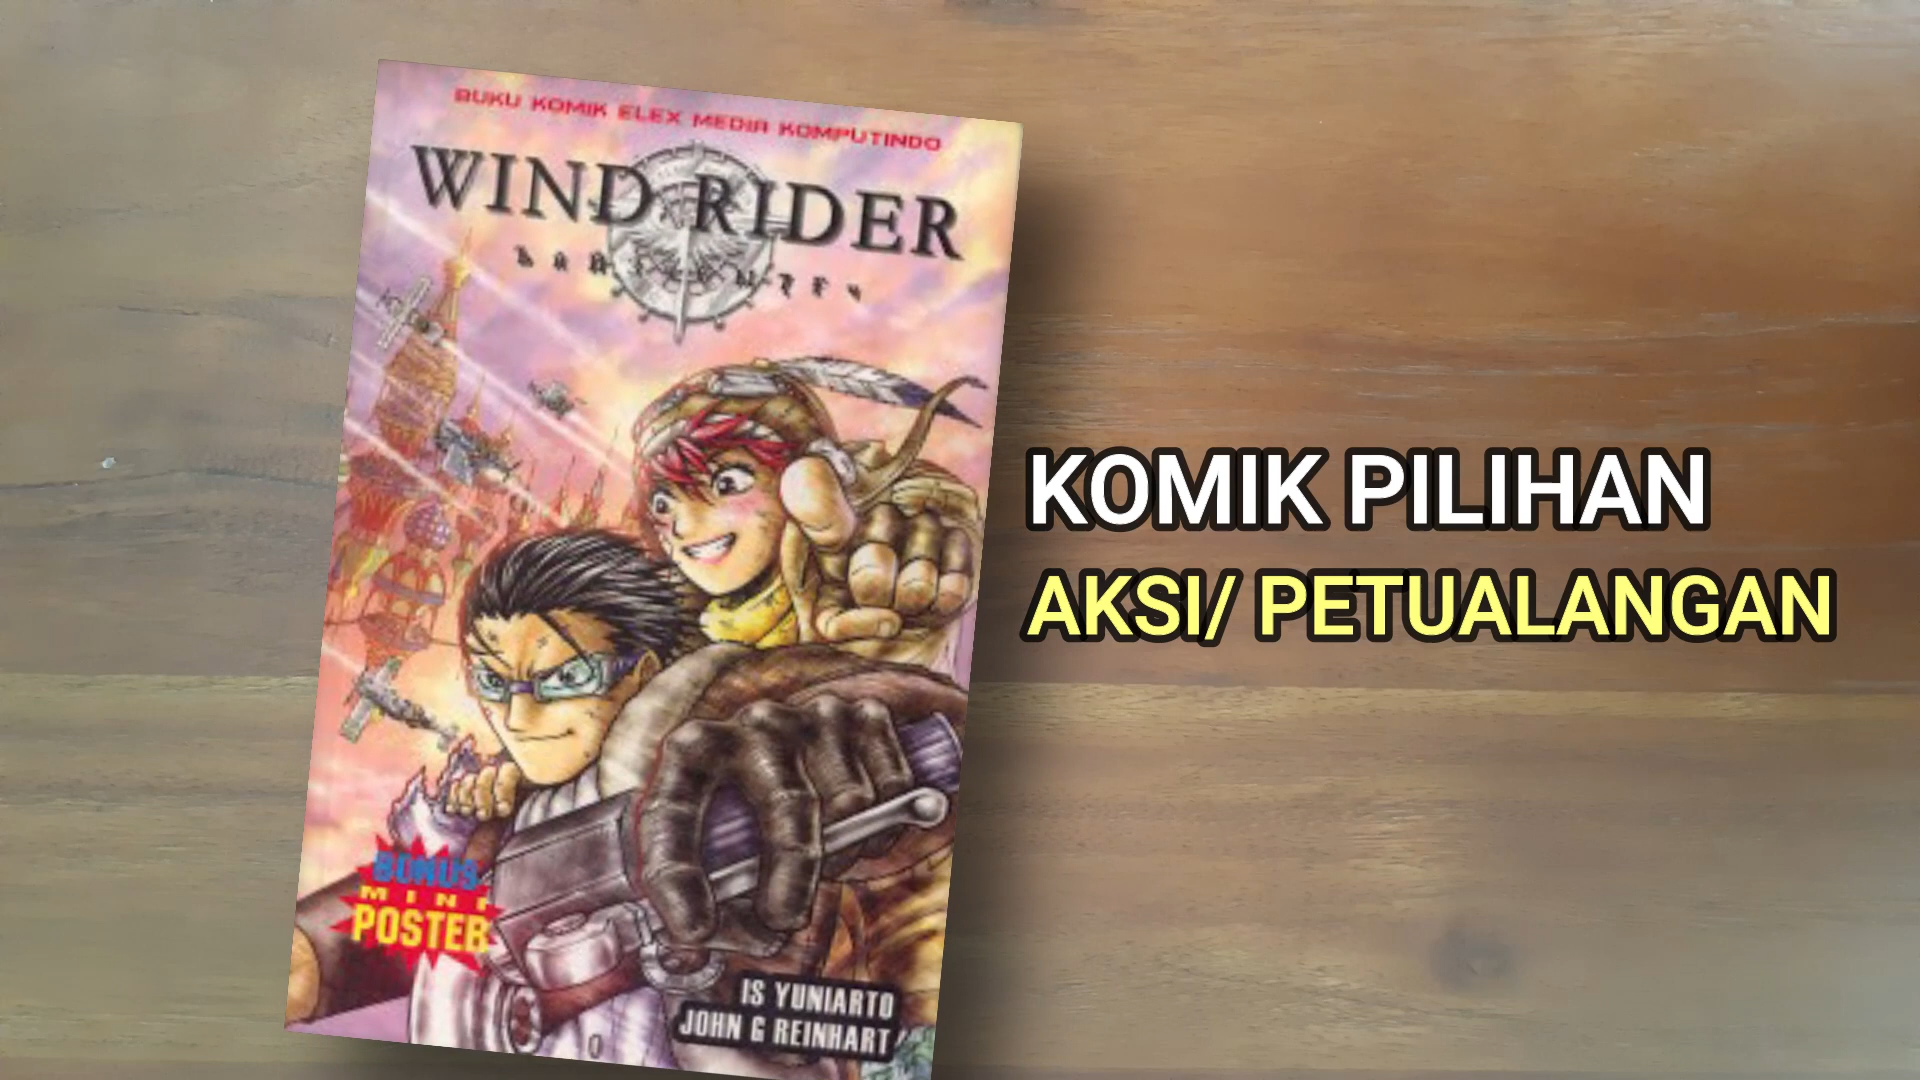 BUKU KOMIK ELEX MEDIA KOMPUTINDO
WIND RIDER
BONUS
MINI
POSTER
IS YUNIARTO
JOHN G REINHART
KOMIK PILIHAN
AKSI/ PETUALANGAN